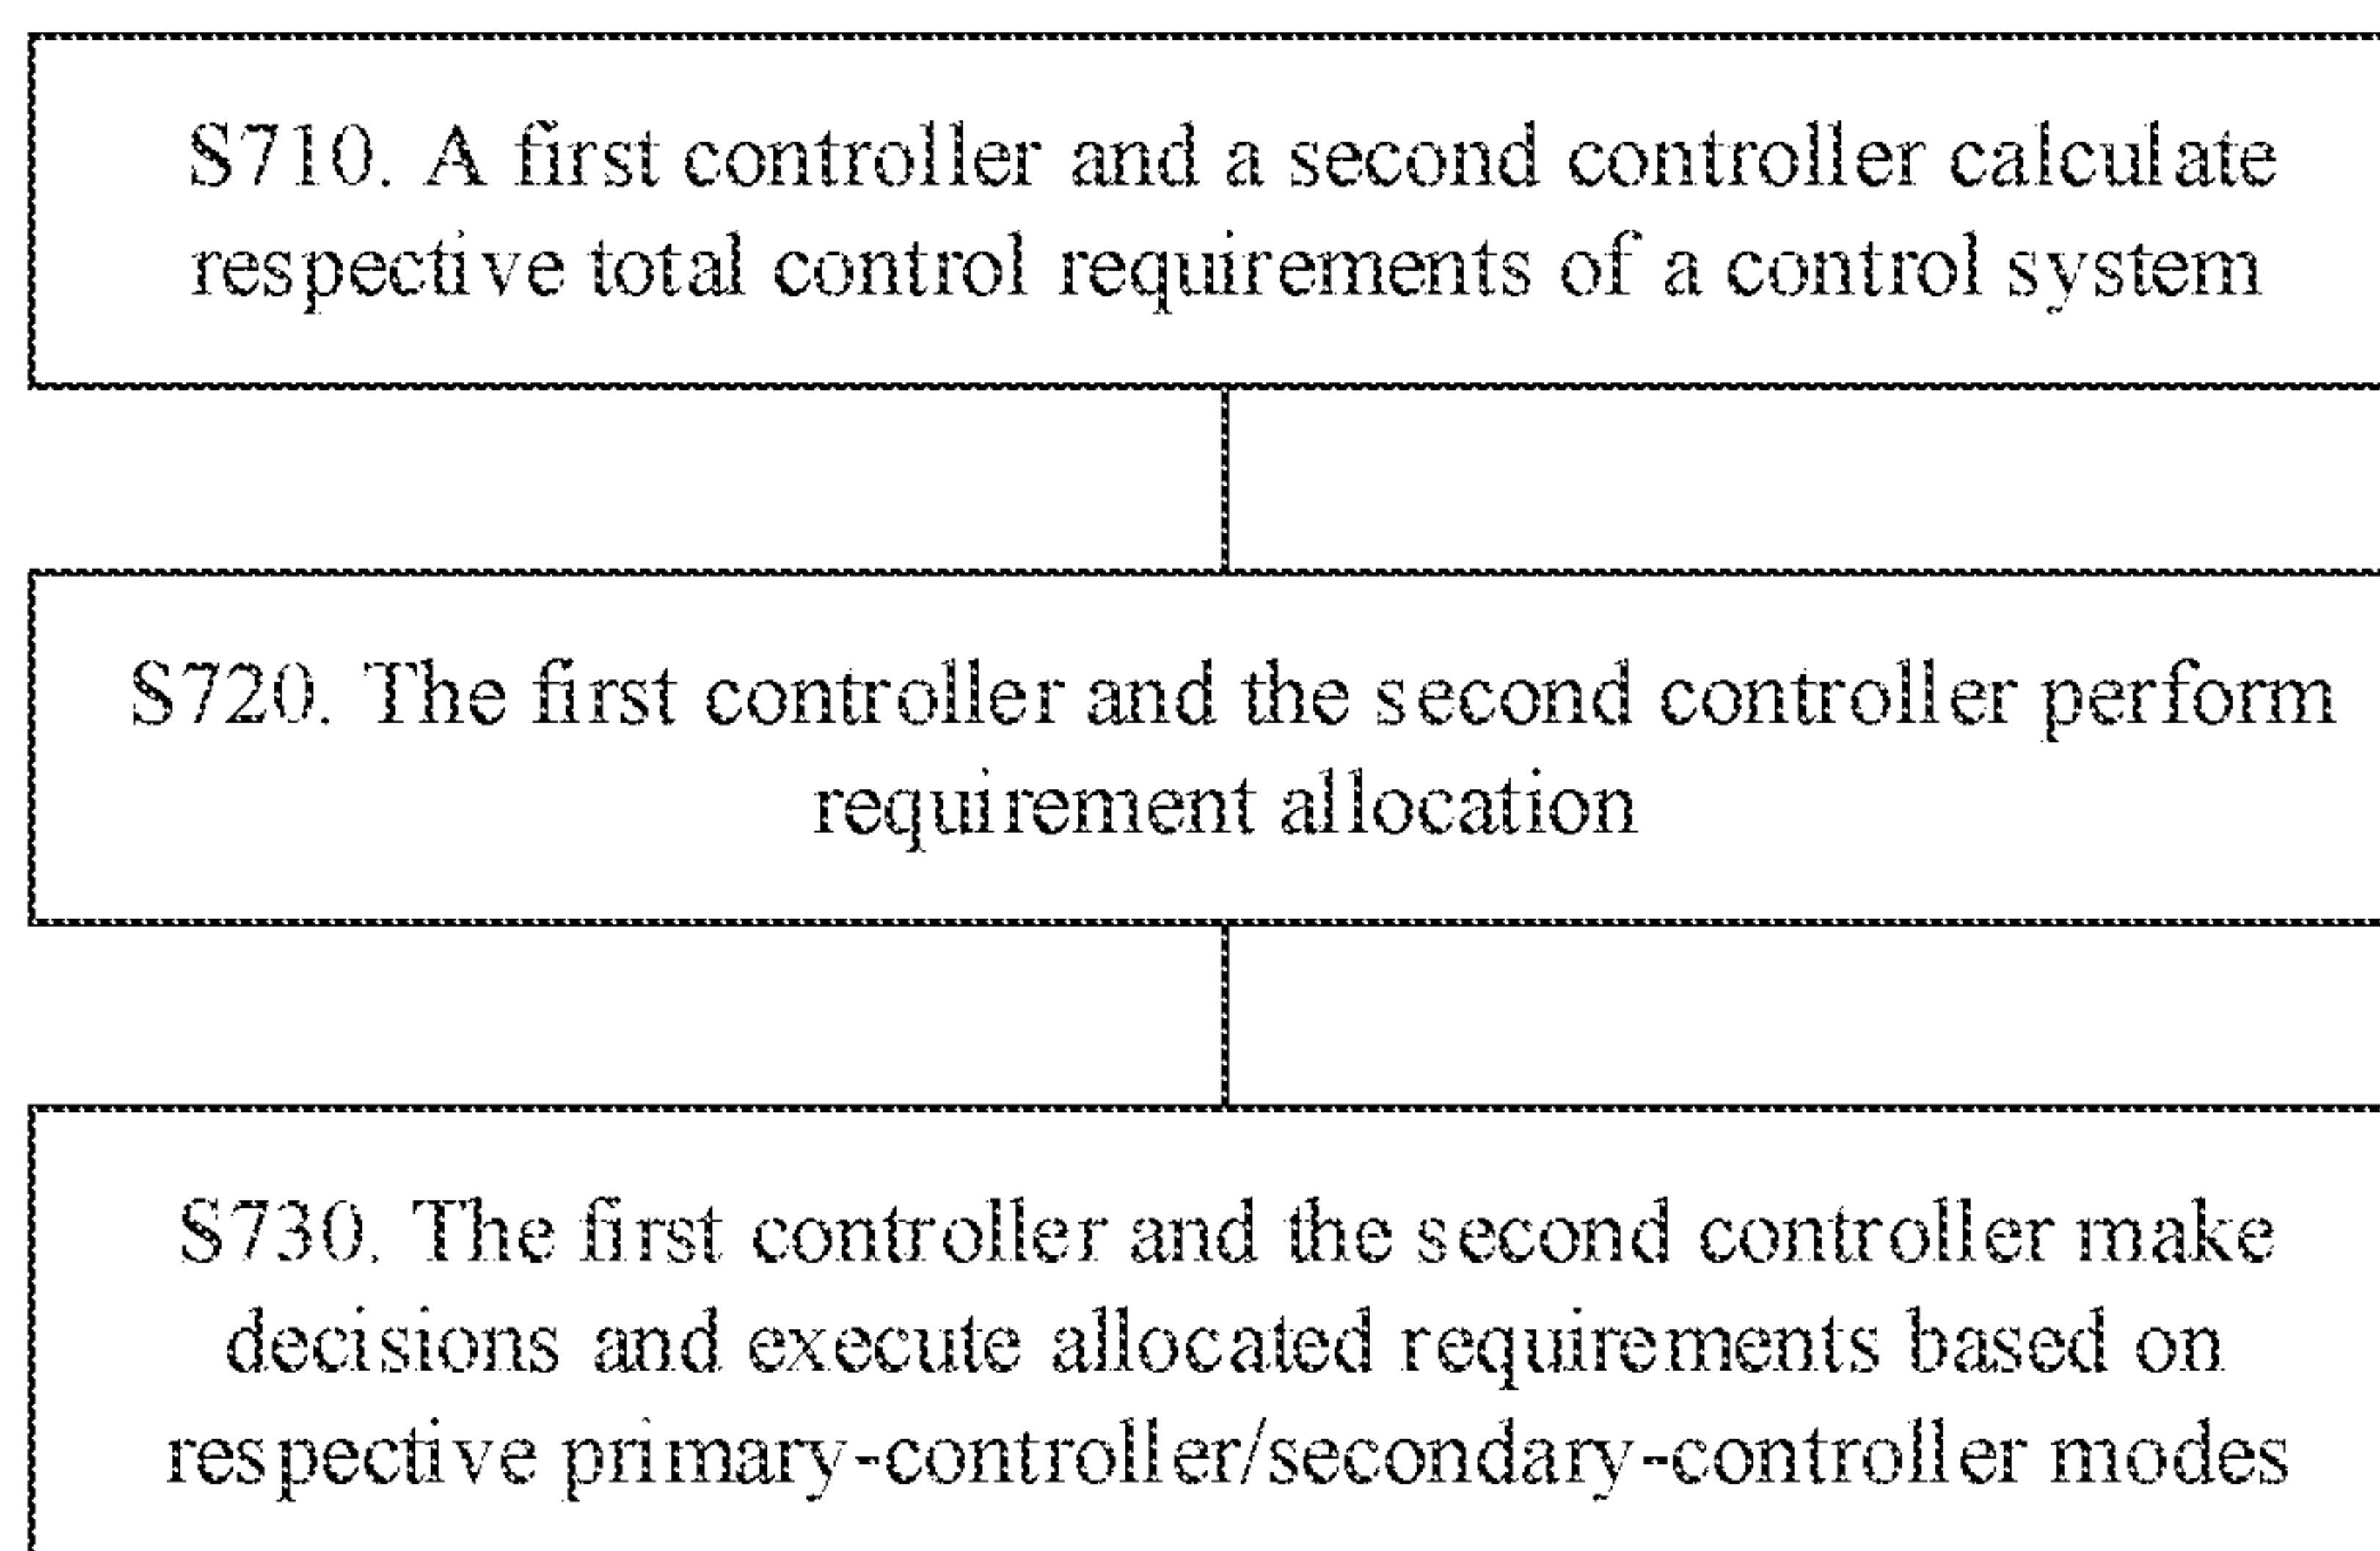 S710. A first controller and a second controller calculate
respective total control requirements of a control system
S720. The first controller and the second controller perform
requirement allocation
S730. The first controller and the second controller make
decisions and execute allocated requirements based on
respective primary-controller/secondary-controller modes